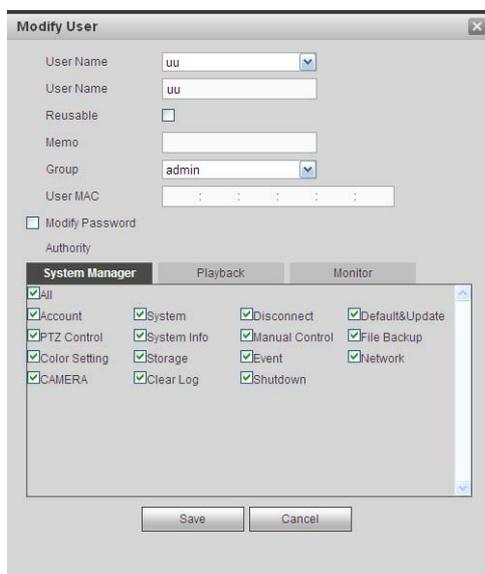 Modify User
User Name uu
User Name uu
Reusable
Memo
Group admin
User MAC : : : : :
Modify Password
Authority
System Manager Playback Monitor
All
Account System Disconnect Default&Update
PTZ Control System Info Manual Control File Backup
Color Setting Storage Event Network
CAMERA Clear Log Shutdown
Save Cancel